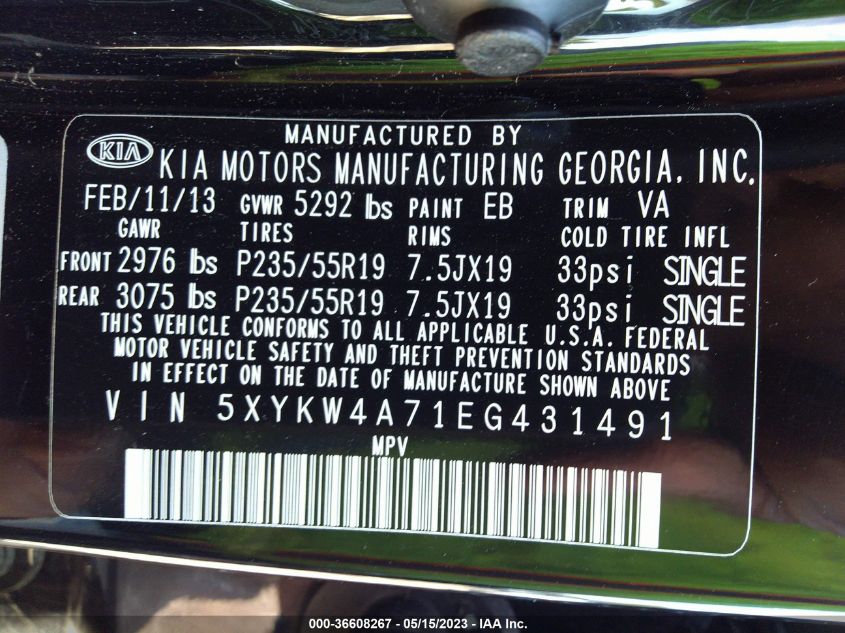 MANUFACTURED BY
KIA KIA MOTORS MANUFACTURING GEORGIA, INC.
FEB/11/13 GVWR 5292 lbs PAINT EB TRIM VA
GAWR TIRES RIMS COLD TIRE INFL
FRONT 2976 lbs P235/55R19 7.5JX19 33psi SINGLE
REAR 3075 lbs P235/55R19 7.5JX19 33psi SINGLE
THIS VEHICLE CONFORMS TO ALL APPLICABLE U.S.A. FEDERAL
MOTOR VEHICLE SAFETY AND THEFT PREVENTION STANDARDS
IN EFFECT ON THE DATE OF MANUFACTURE SHOWN ABOVE
VIN 5XYKW4A71EG431491
MPV
000-36608267 - 05/15/2023 - IAA Inc.